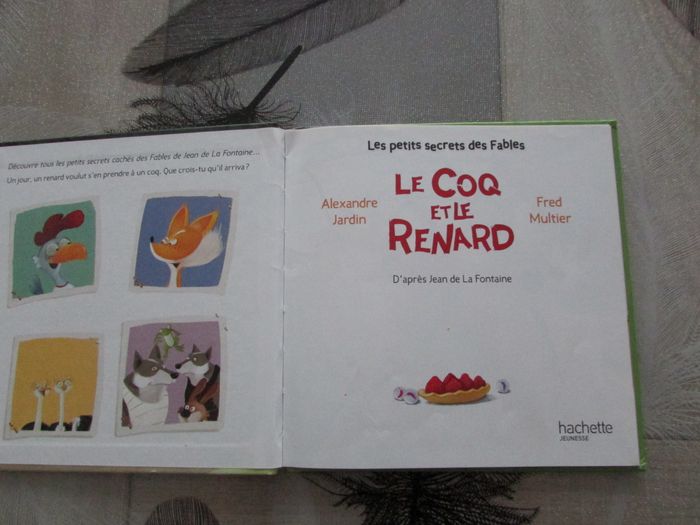 Découvre tous les petits secrets cachés des Fables de Jean de La Fontaine...
Un jour, un renard voulut s'en prendre à un coq. Que crois-tu qu'il arriva ?
Les petits secrets des Fables
Alexandre
Jardin
LE COQ
ET LE
RENARD
Fred
Multier
D'après Jean de La Fontaine
hachette
JEUNESSE